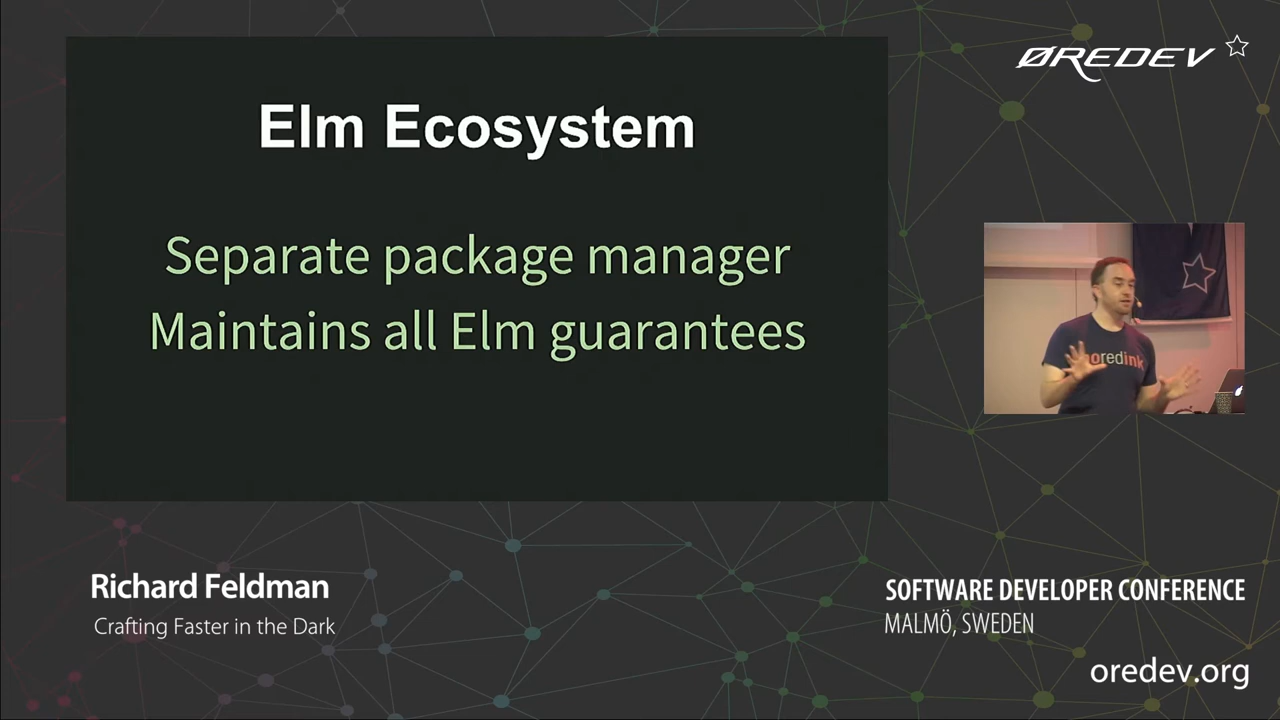 ØREDEV
Elm Ecosystem
Separate package manager
Maintains all Elm guarantees
noredink
Richard Feldman
Crafting Faster in the Dark
SOFTWARE DEVELOPER CONFERENCE
MALMÖ, SWEDEN
oredev.org